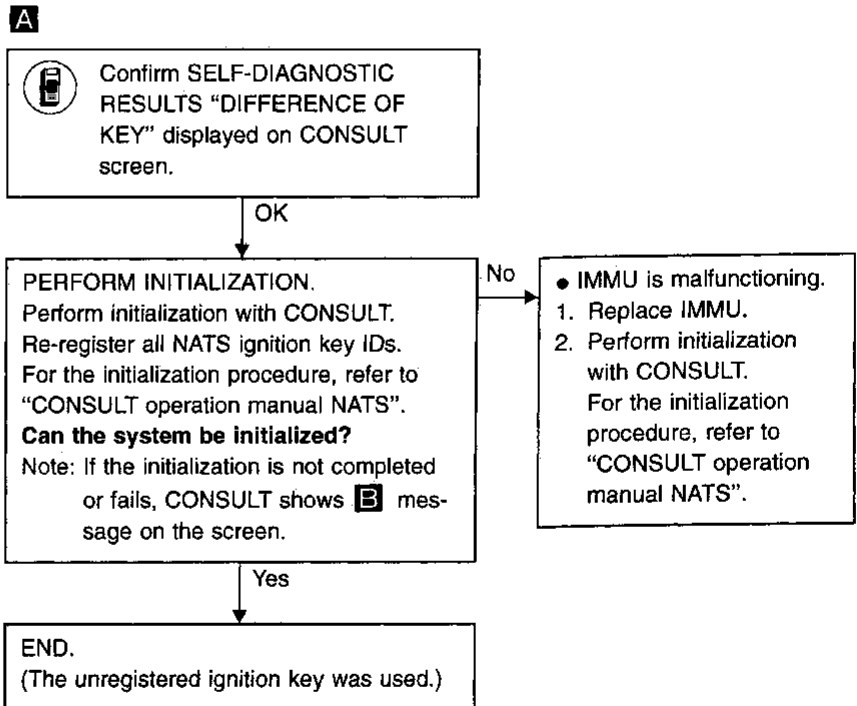 A
Confirm SELF-DIAGNOSTIC
RESULTS “DIFFERENCE OF
KEY” displayed on CONSULT
screen.
OK
PERFORM INITIALIZATION.
Perform initialization with CONSULT.
Re-register all NATS ignition key IDs.
For the initialization procedure, refer to
“CONSULT operation manual NATS”.
Can the system be initialized?
Note: If the initialization is not completed
or fails, CONSULT shows B mes-
sage on the screen.
No
● IMMU is malfunctioning.
1. Replace IMMU.
2. Perform initialization
with CONSULT.
For the initialization
procedure, refer to
“CONSULT operation
manual NATS”.
Yes
END.
(The unregistered ignition key was used.)